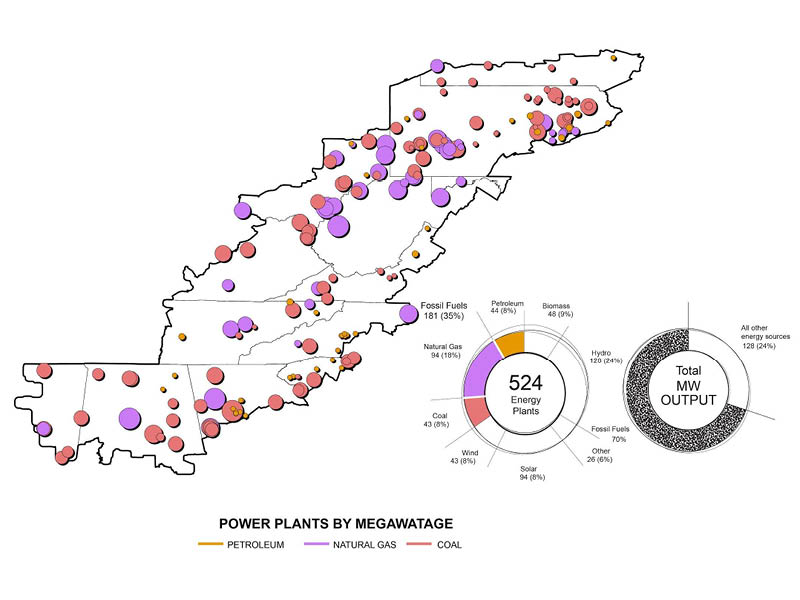 Fossil Fuels
181 (35%)
Petroleum
44 (8%)
Biomass
48 (9%)
Natural Gas
94 (18%)
Hydro
120 (24%)
524
Energy
Plants
Coal
43 (8%)
Wind
43 (8%)
Solar
94 (8%)
Other
26 (6%)
Fossil Fuels
70%
Total
MW
OUTPUT
All other
energy sources
128 (24%)
POWER PLANTS BY MEGAWATAGE
PETROLEUM
NATURAL GAS
COAL